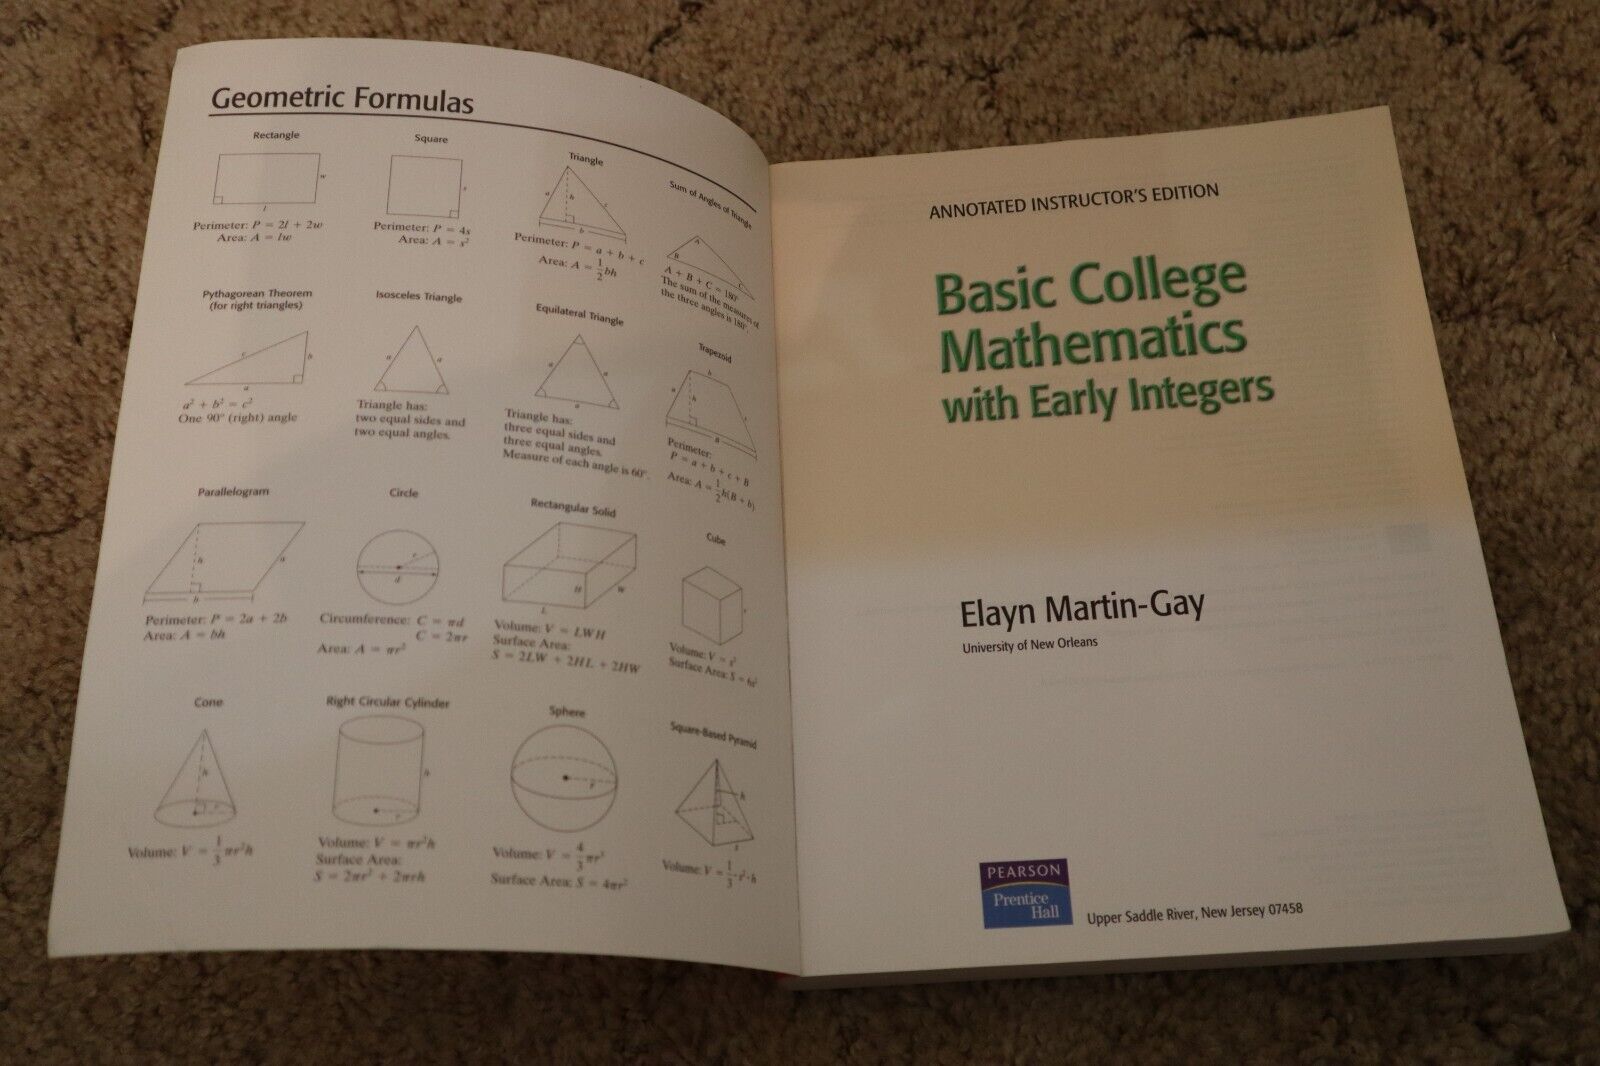 Geometric Formulas
Rectangle
w
l
Perimeter: P = 2l + 2w
Area: A = lw
Square
s
Perimeter: P = 4s
Area: A = s²
Triangle
a
h
c
b
Perimeter: P = a + b + c
Area: A = 1/2 bh
Sum of Angles of Triangle
A
B
C
A + B + C = 180°
The sum of the measures of
the three angles is 180°.
Pythagorean Theorem
(for right triangles)
c
b
a
a² + b² = c²
One 90° (right) angle
Isosceles Triangle
a
a
Triangle has:
two equal sides and
two equal angles.
Equilateral Triangle
a
a
a
Triangle has:
three equal sides and
three equal angles.
Measure of each angle is 60°.
Trapezoid
b
a
h
c
B
Perimeter:
P = a + b + c + B
Area: A = 1/2 h(B + b)
Parallelogram
h
a
b
Perimeter: P = 2a + 2b
Area: A = bh
Circle
r
d
Circumference: C = πd
C = 2πr
Area: A = πr²
Rectangular Solid
H
W
L
Volume: V = LWH
Surface Area:
S = 2LW + 2HL + 2HW
Cube
s
Volume: V = s³
Surface Area: S = 6s²
Cone
h
r
Volume: V = 1/3 πr²h
Right Circular Cylinder
h
r
Volume: V = πr²h
Surface Area:
S = 2πr² + 2πrh
Sphere
r
Volume: V = 4/3 πr³
Surface Area: S = 4πr²
Square-Based Pyramid
h
s
Volume: V = 1/3 · s² · h
ANNOTATED INSTRUCTOR'S EDITION
Basic College
Mathematics
with Early Integers
Elayn Martin-Gay
University of New Orleans
PEARSON
Prentice
Hall
Upper Saddle River, New Jersey 07458